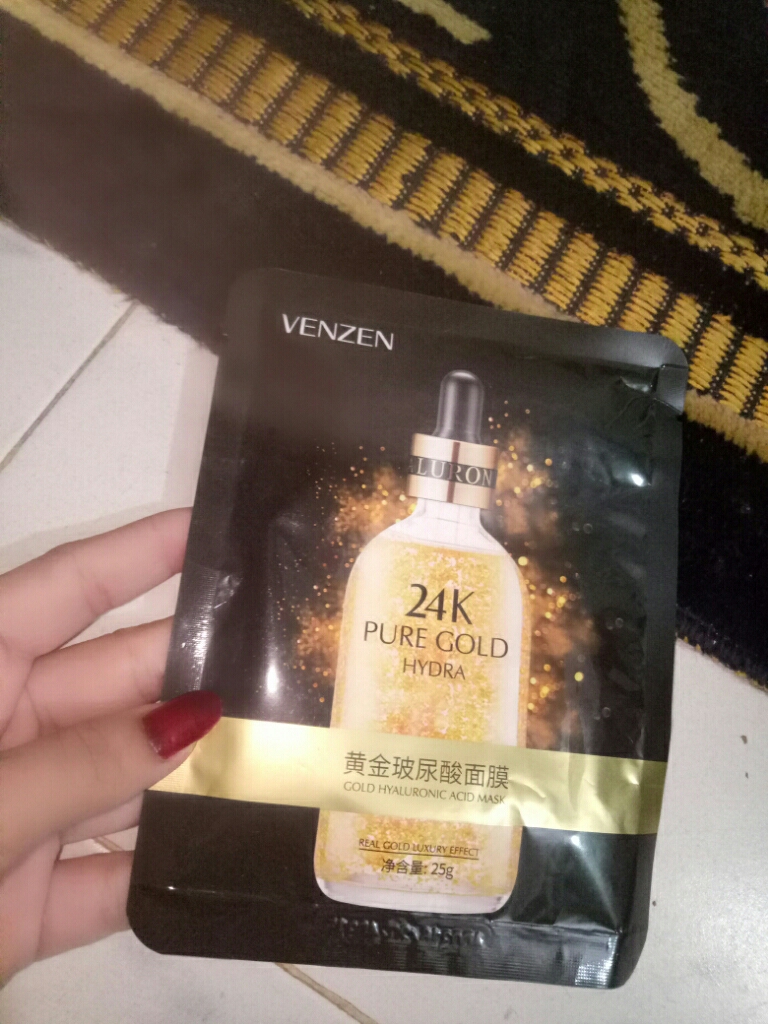 VENZEN
LURON
24K
PURE GOLD
HYDRA
黄金玻尿酸面膜
GOLD HYALURONIC ACID MASK
REAL GOLD LUXURY EFFECT
净含量: 25g